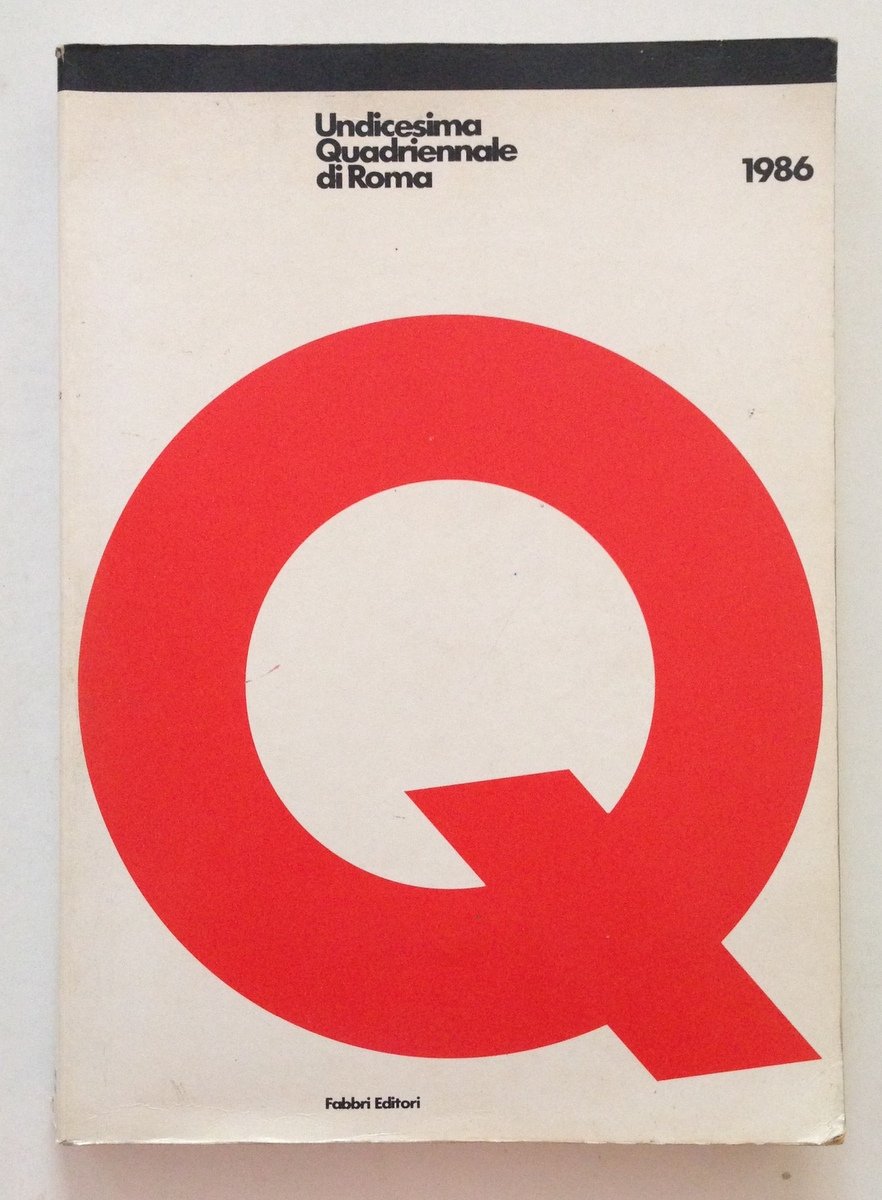 Undicesima
Quadriennale
di Roma
1986
Q
Fabbri Editori